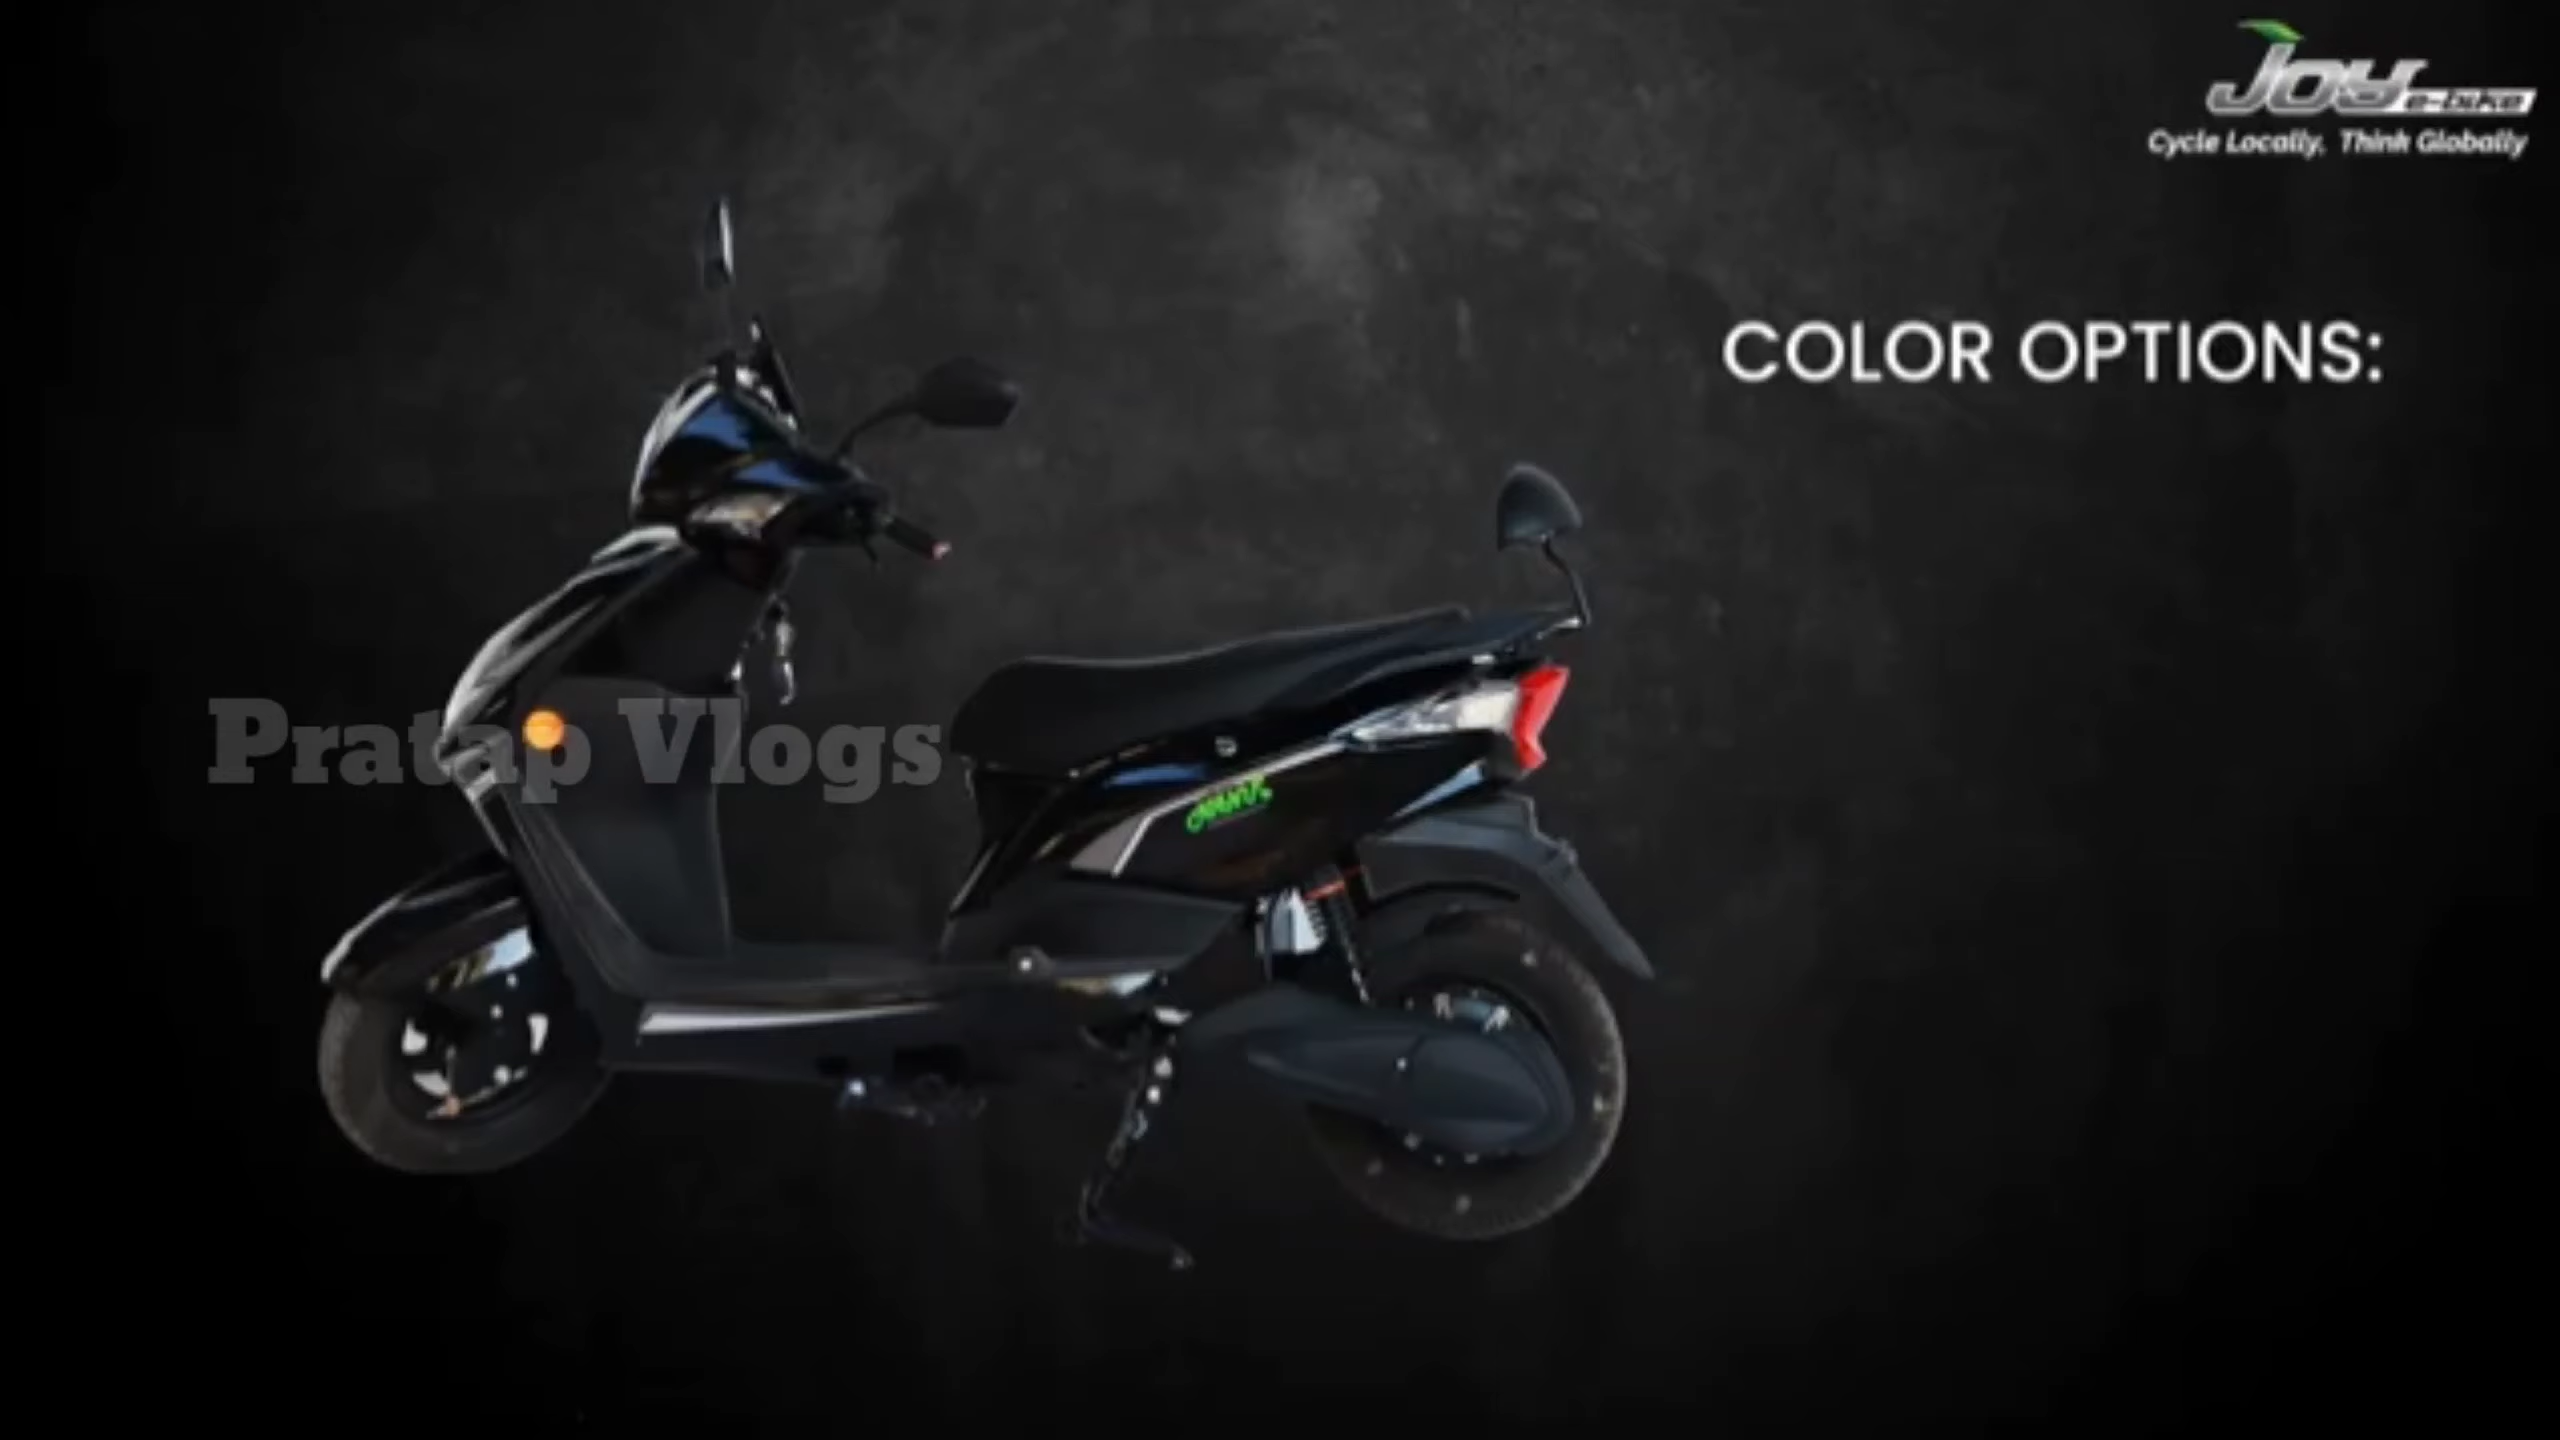 Joy e-bike
Cycle Locally, Think Globally
COLOR OPTIONS:
Pratap Vlogs